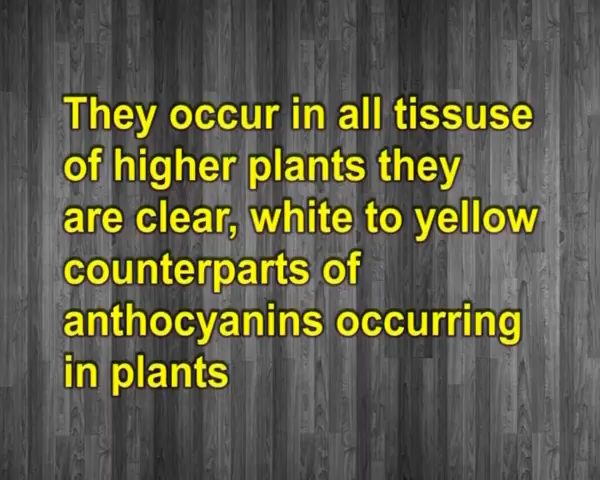 They occur in all tissuse
of higher plants they
are clear, white to yellow
counterparts of
anthocyanins occurring
in plants